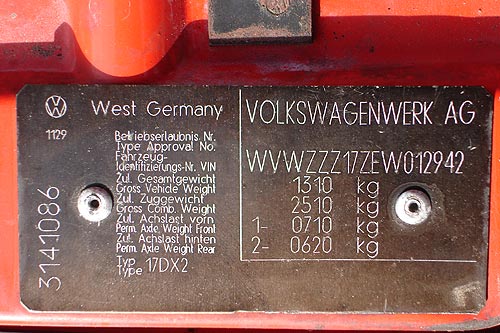 West Germany
VOLKSWAGENWERK AG
1129
Betriebserlaubnis Nr.
Type Approval No.
Fahrzeug-
Identifizierungs-Nr. VIN
WVWZZZ17ZEW012942
Zul. Gesamtgewicht
Gross Vehicle Weight
1310 kg
Zul. Zuggewicht
Gross Comb. Weight
2510 kg
Zul. Achslast vorn
Perm. Axle Weight Front
1- 0710 kg
Zul. Achslast hinten
Perm. Axle Weight Rear
2- 0620 kg
Typ
Type 17DX2
3141086